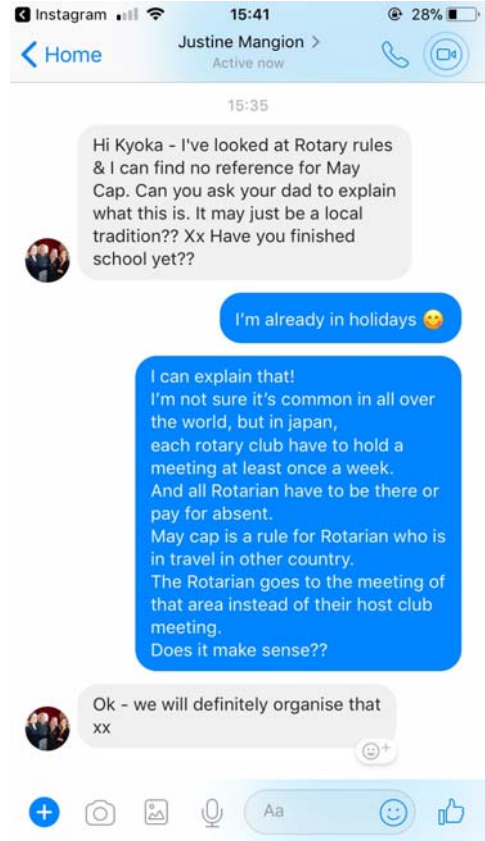 Instagram 15:41 28%
Home Justine Mangion >
Active now
15:35
Hi Kyoka - I've looked at Rotary rules
& I can find no reference for May
Cap. Can you ask your dad to explain
what this is. It may just be a local
tradition?? Xx Have you finished
school yet??
I'm already in holidays 😋
I can explain that!
I'm not sure it's common in all over
the world, but in japan,
each rotary club have to hold a
meeting at least once a week.
And all Rotarian have to be there or
pay for absent.
May cap is a rule for Rotarian who is
in travel in other country.
The Rotarian goes to the meeting of
that area instead of their host club
meeting.
Does it make sense??
Ok - we will definitely organise that
xx
Aa